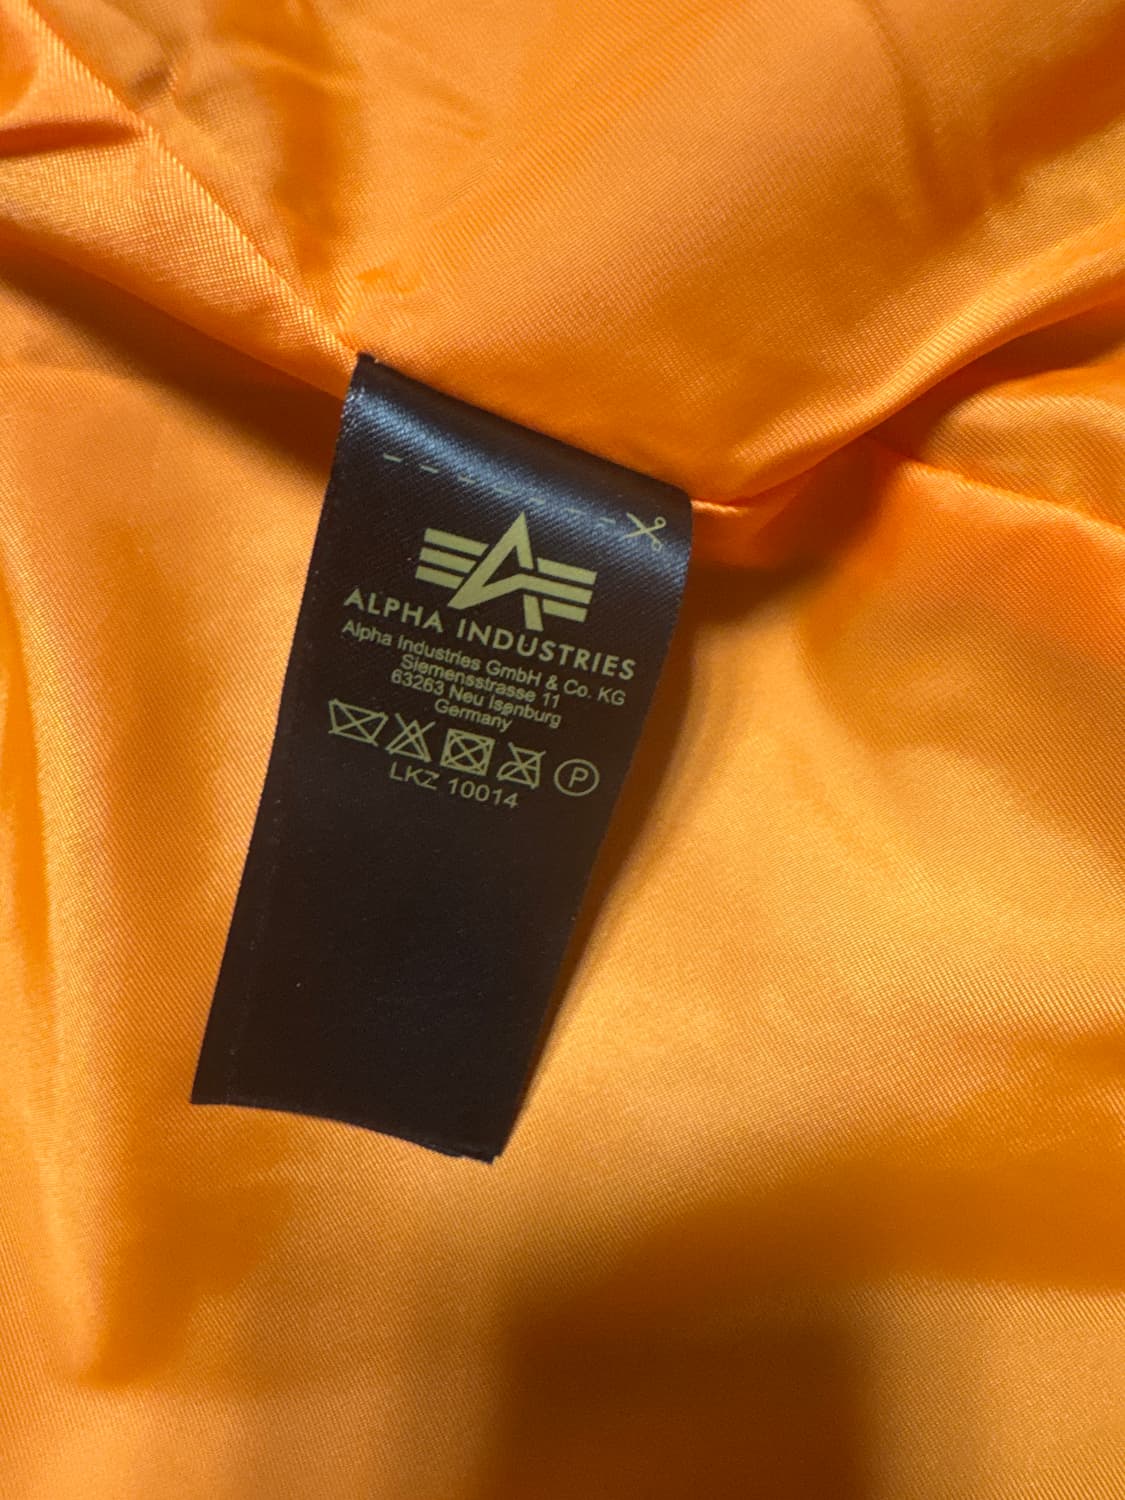 ALPHA INDUSTRIES
Alpha Industries GmbH & Co. KG
Siemensstrasse 11
63263 Neu Isenburg
Germany
P
LKZ 10014